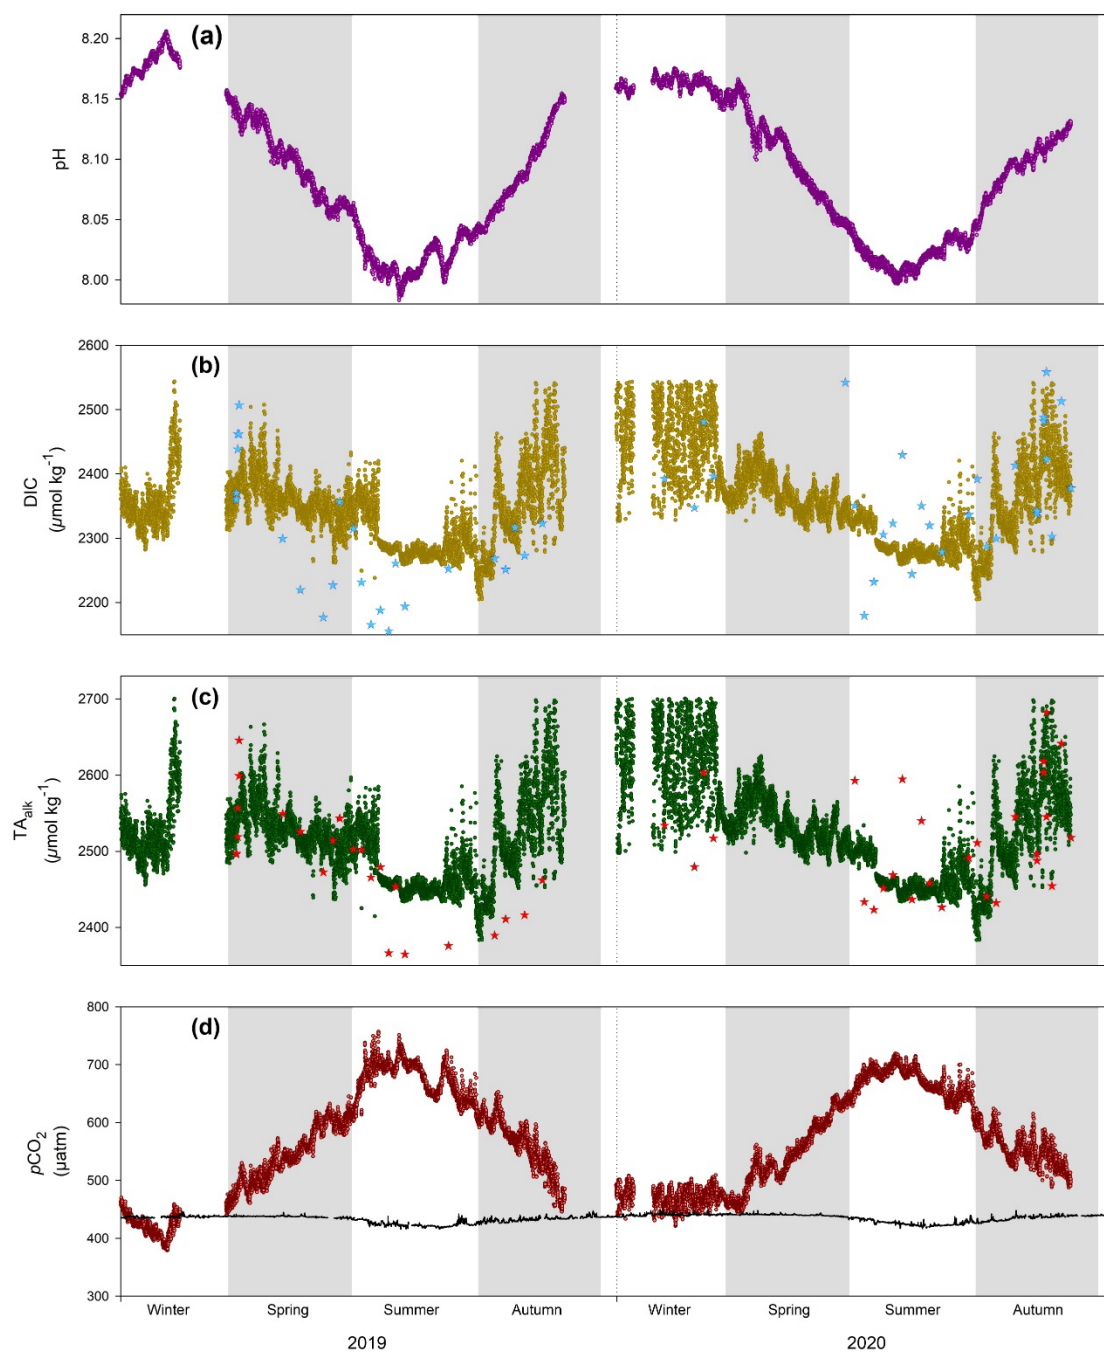 (a)
8.20
8.15
8.10
8.05
8.00
pH
(b)
2600
2500
2400
2300
2200
DIC
(µmol kg⁻¹)
(c)
2700
2600
2500
2400
TAalk
(µmol kg⁻¹)
(d)
800
700
600
500
400
300
pCO₂
(µatm)
Winter Spring Summer Autumn Winter Spring Summer Autumn
2019 2020